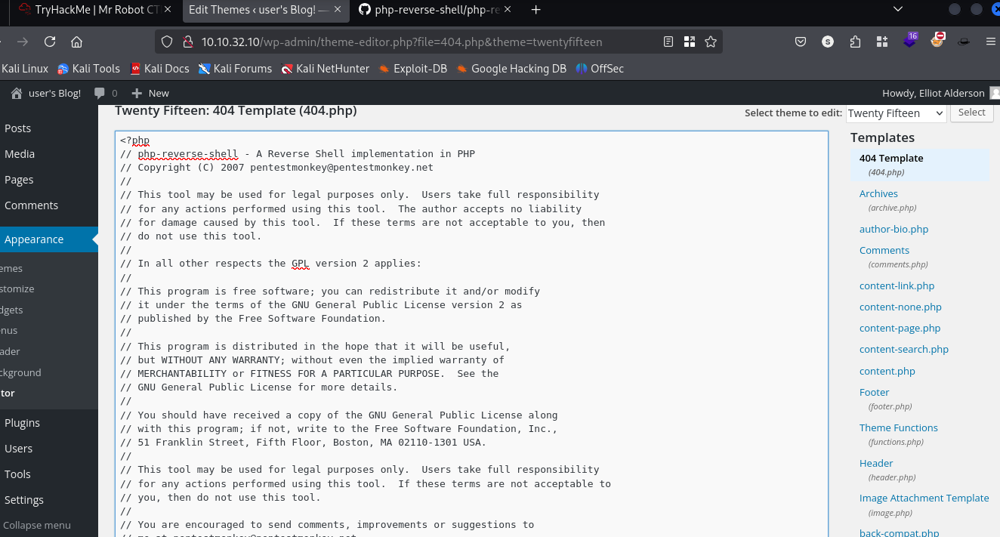 TryHackMe | Mr Robot CT
Edit Themes ‹ user's Blog! —
php-reverse-shell/php-re
10.10.32.10/wp-admin/theme-editor.php?file=404.php&theme=twentyfifteen
S
16
Kali Linux
Kali Tools
Kali Docs
Kali Forums
Kali NetHunter
Exploit-DB
Google Hacking DB
OffSec
user's Blog!
0
New
Howdy, Elliot Alderson
Posts
Media
Pages
Comments
Appearance
emes
stomize
dgets
enus
ader
ckground
tor
Plugins
Users
Tools
Settings
Collapse menu
Twenty Fifteen: 404 Template (404.php)
Select theme to edit:
Twenty Fifteen
Select
<?php
// php-reverse-shell - A Reverse Shell implementation in PHP
// Copyright (C) 2007 pentestmonkey@pentestmonkey.net
//
// This tool may be used for legal purposes only.  Users take full responsibility
// for any actions performed using this tool.  The author accepts no liability
// for damage caused by this tool.  If these terms are not acceptable to you, then
// do not use this tool.
//
// In all other respects the GPL version 2 applies:
//
// This program is free software; you can redistribute it and/or modify
// it under the terms of the GNU General Public License version 2 as
// published by the Free Software Foundation.
//
// This program is distributed in the hope that it will be useful,
// but WITHOUT ANY WARRANTY; without even the implied warranty of
// MERCHANTABILITY or FITNESS FOR A PARTICULAR PURPOSE.  See the
// GNU General Public License for more details.
//
// You should have received a copy of the GNU General Public License along
// with this program; if not, write to the Free Software Foundation, Inc.,
// 51 Franklin Street, Fifth Floor, Boston, MA 02110-1301 USA.
//
// This tool may be used for legal purposes only.  Users take full responsibility
// for any actions performed using this tool.  If these terms are not acceptable to
// you, then do not use this tool.
//
// You are encouraged to send comments, improvements or suggestions to
// me at pentestmonkey@pentestmonkey.net
Templates
404 Template
(404.php)
Archives
(archive.php)
author-bio.php
Comments
(comments.php)
content-link.php
content-none.php
content-page.php
content-search.php
content.php
Footer
(footer.php)
Theme Functions
(functions.php)
Header
(header.php)
Image Attachment Template
(image.php)
back-compat.php